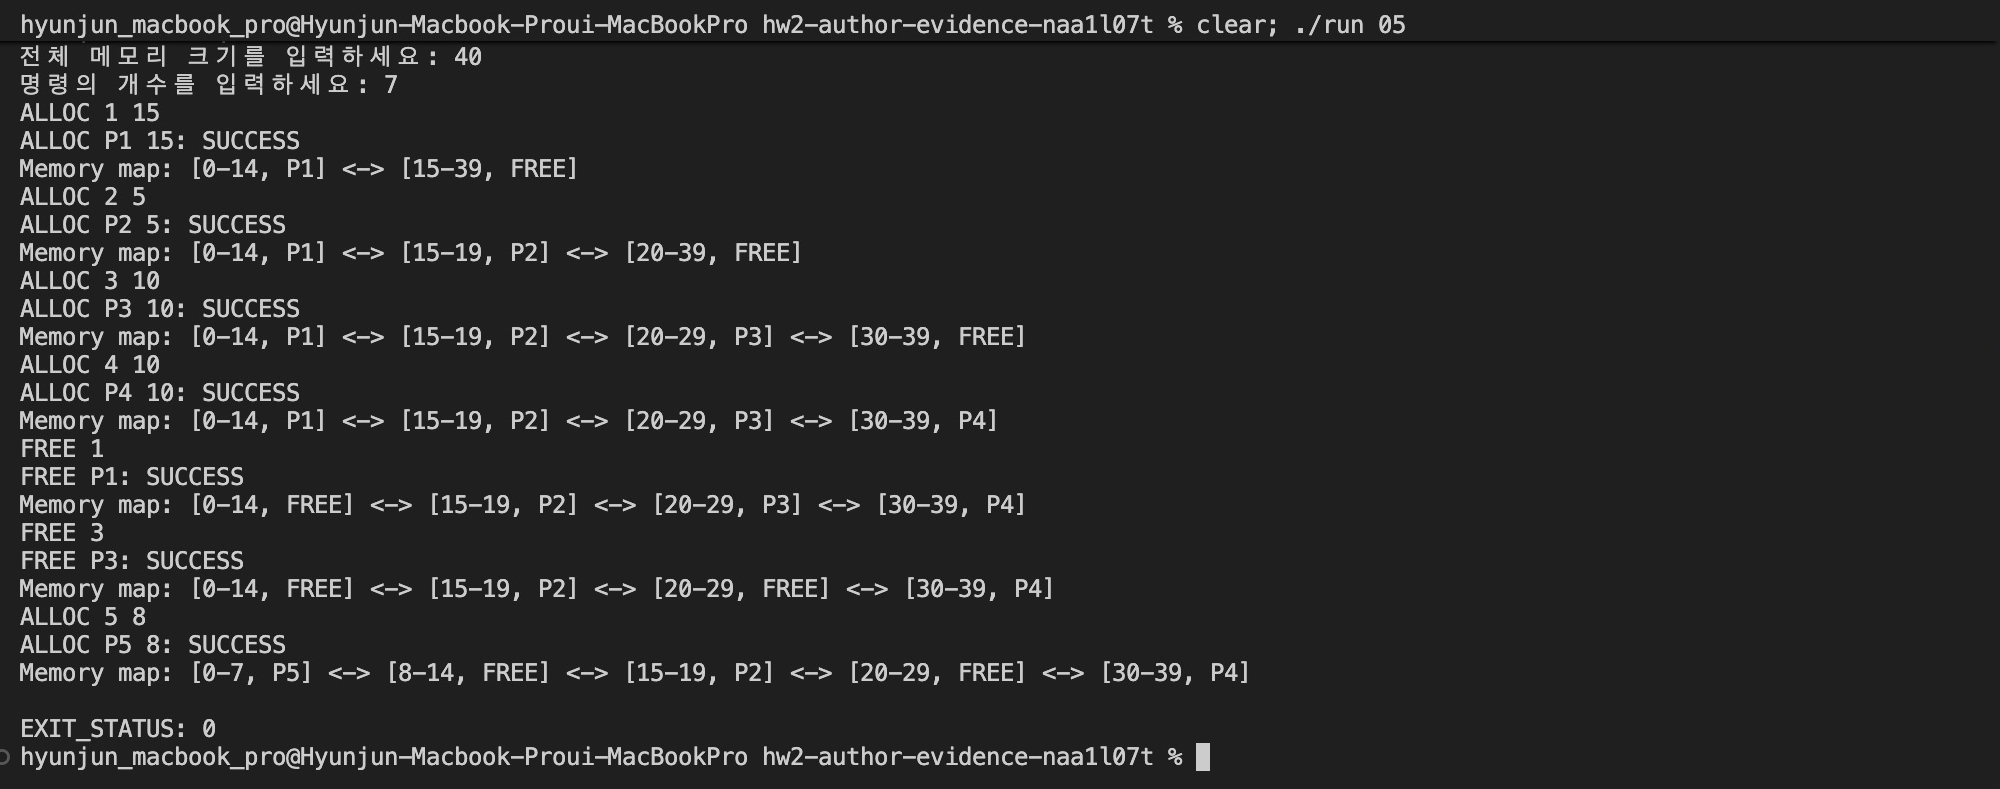 hyunjun_macbook_pro@Hyunjun-Macbook-Proui-MacBookPro hw2-author-evidence-naa1l07t % clear; ./run 05
전체 메모리 크기를 입력하세요: 40
명령의 개수를 입력하세요: 7
ALLOC 1 15
ALLOC P1 15: SUCCESS
Memory map: [0-14, P1] <-> [15-39, FREE]
ALLOC 2 5
ALLOC P2 5: SUCCESS
Memory map: [0-14, P1] <-> [15-19, P2] <-> [20-39, FREE]
ALLOC 3 10
ALLOC P3 10: SUCCESS
Memory map: [0-14, P1] <-> [15-19, P2] <-> [20-29, P3] <-> [30-39, FREE]
ALLOC 4 10
ALLOC P4 10: SUCCESS
Memory map: [0-14, P1] <-> [15-19, P2] <-> [20-29, P3] <-> [30-39, P4]
FREE 1
FREE P1: SUCCESS
Memory map: [0-14, FREE] <-> [15-19, P2] <-> [20-29, P3] <-> [30-39, P4]
FREE 3
FREE P3: SUCCESS
Memory map: [0-14, FREE] <-> [15-19, P2] <-> [20-29, FREE] <-> [30-39, P4]
ALLOC 5 8
ALLOC P5 8: SUCCESS
Memory map: [0-7, P5] <-> [8-14, FREE] <-> [15-19, P2] <-> [20-29, FREE] <-> [30-39, P4]
EXIT_STATUS: 0
hyunjun_macbook_pro@Hyunjun-Macbook-Proui-MacBookPro hw2-author-evidence-naa1l07t %